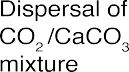 Dispersal of
CO₂/CaCO₃
mixture